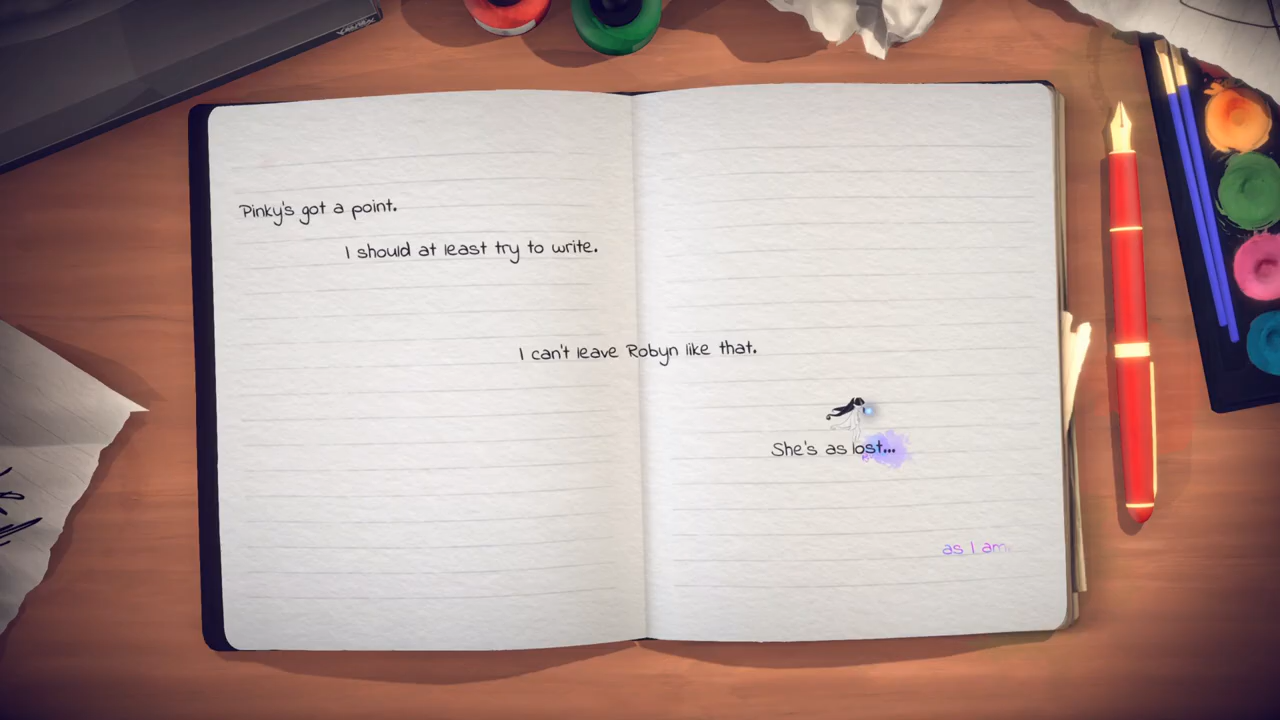 Pinky's got a point.
I should at least try to write.
I can't leave Robyn like that.
She's as lost...
as I am.